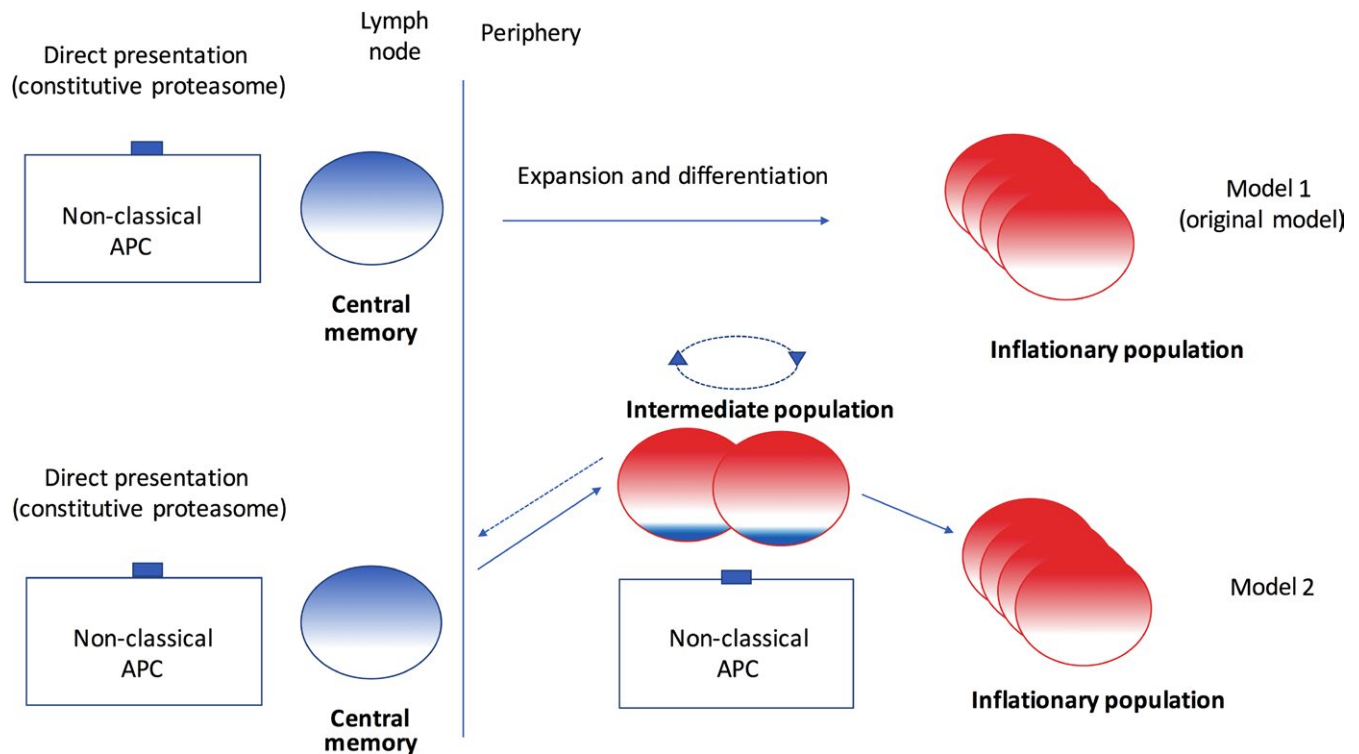 Lymph
node
Periphery
Direct presentation
(constitutive proteasome)
Non-classical
APC
Central
memory
Expansion and differentiation
Model 1
(original model)
Inflationary population
Intermediate population
Direct presentation
(constitutive proteasome)
Non-classical
APC
Central
memory
Non-classical
APC
Model 2
Inflationary population